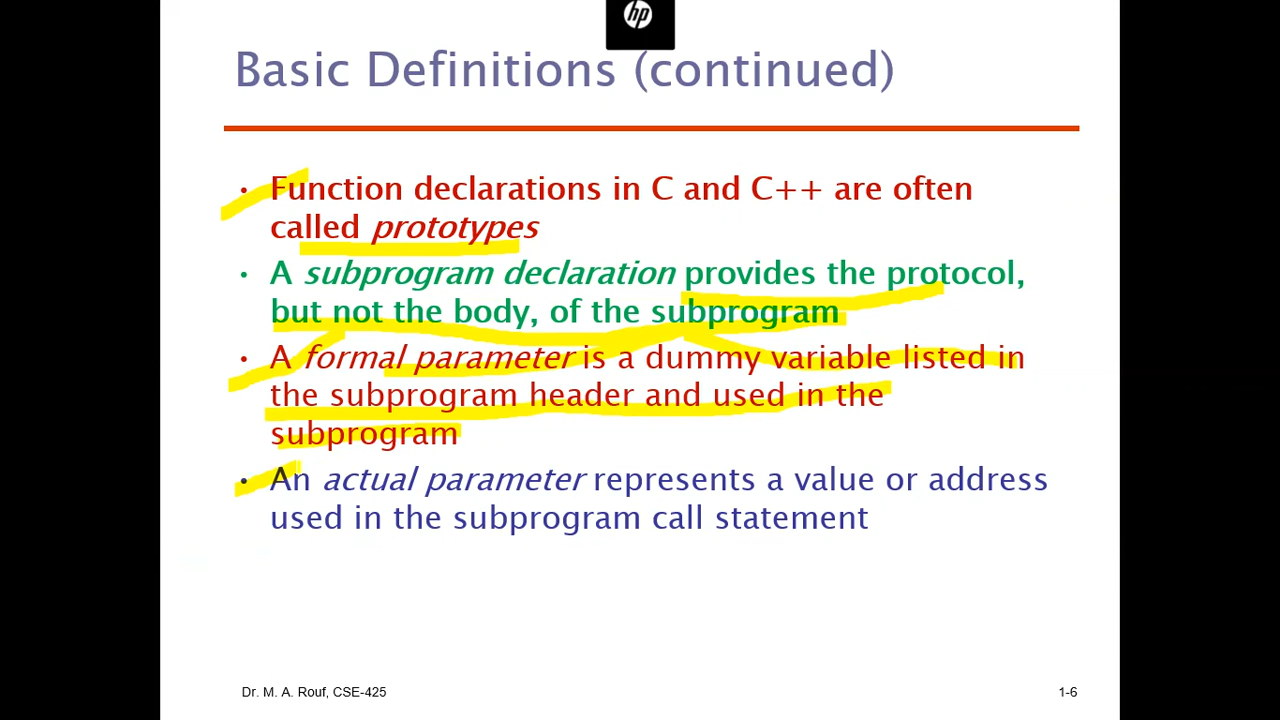 hp
Basic Definitions (continued)
• Function declarations in C and C++ are often
called prototypes
• A subprogram declaration provides the protocol,
but not the body, of the subprogram
• A formal parameter is a dummy variable listed in
the subprogram header and used in the
subprogram
• An actual parameter represents a value or address
used in the subprogram call statement
Dr. M. A. Rouf, CSE-425
1-6